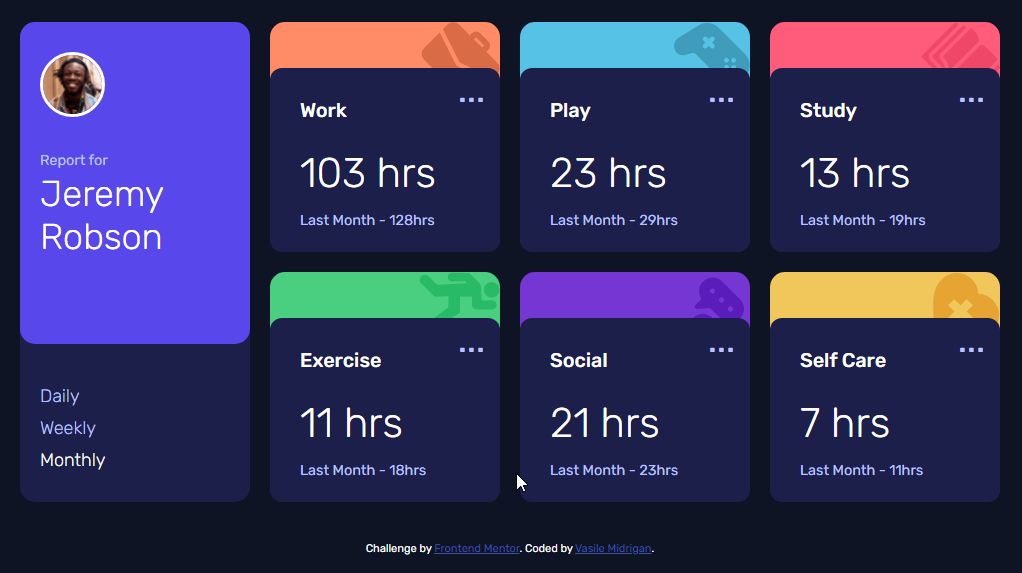 Report for
Jeremy
Robson
Daily
Weekly
Monthly
Work
103 hrs
Last Month - 128hrs
Play
23 hrs
Last Month - 29hrs
Study
13 hrs
Last Month - 19hrs
Exercise
11 hrs
Last Month - 18hrs
Social
21 hrs
Last Month - 23hrs
Self Care
7 hrs
Last Month - 11hrs
Challenge by Frontend Mentor. Coded by Vasile Midrigan.